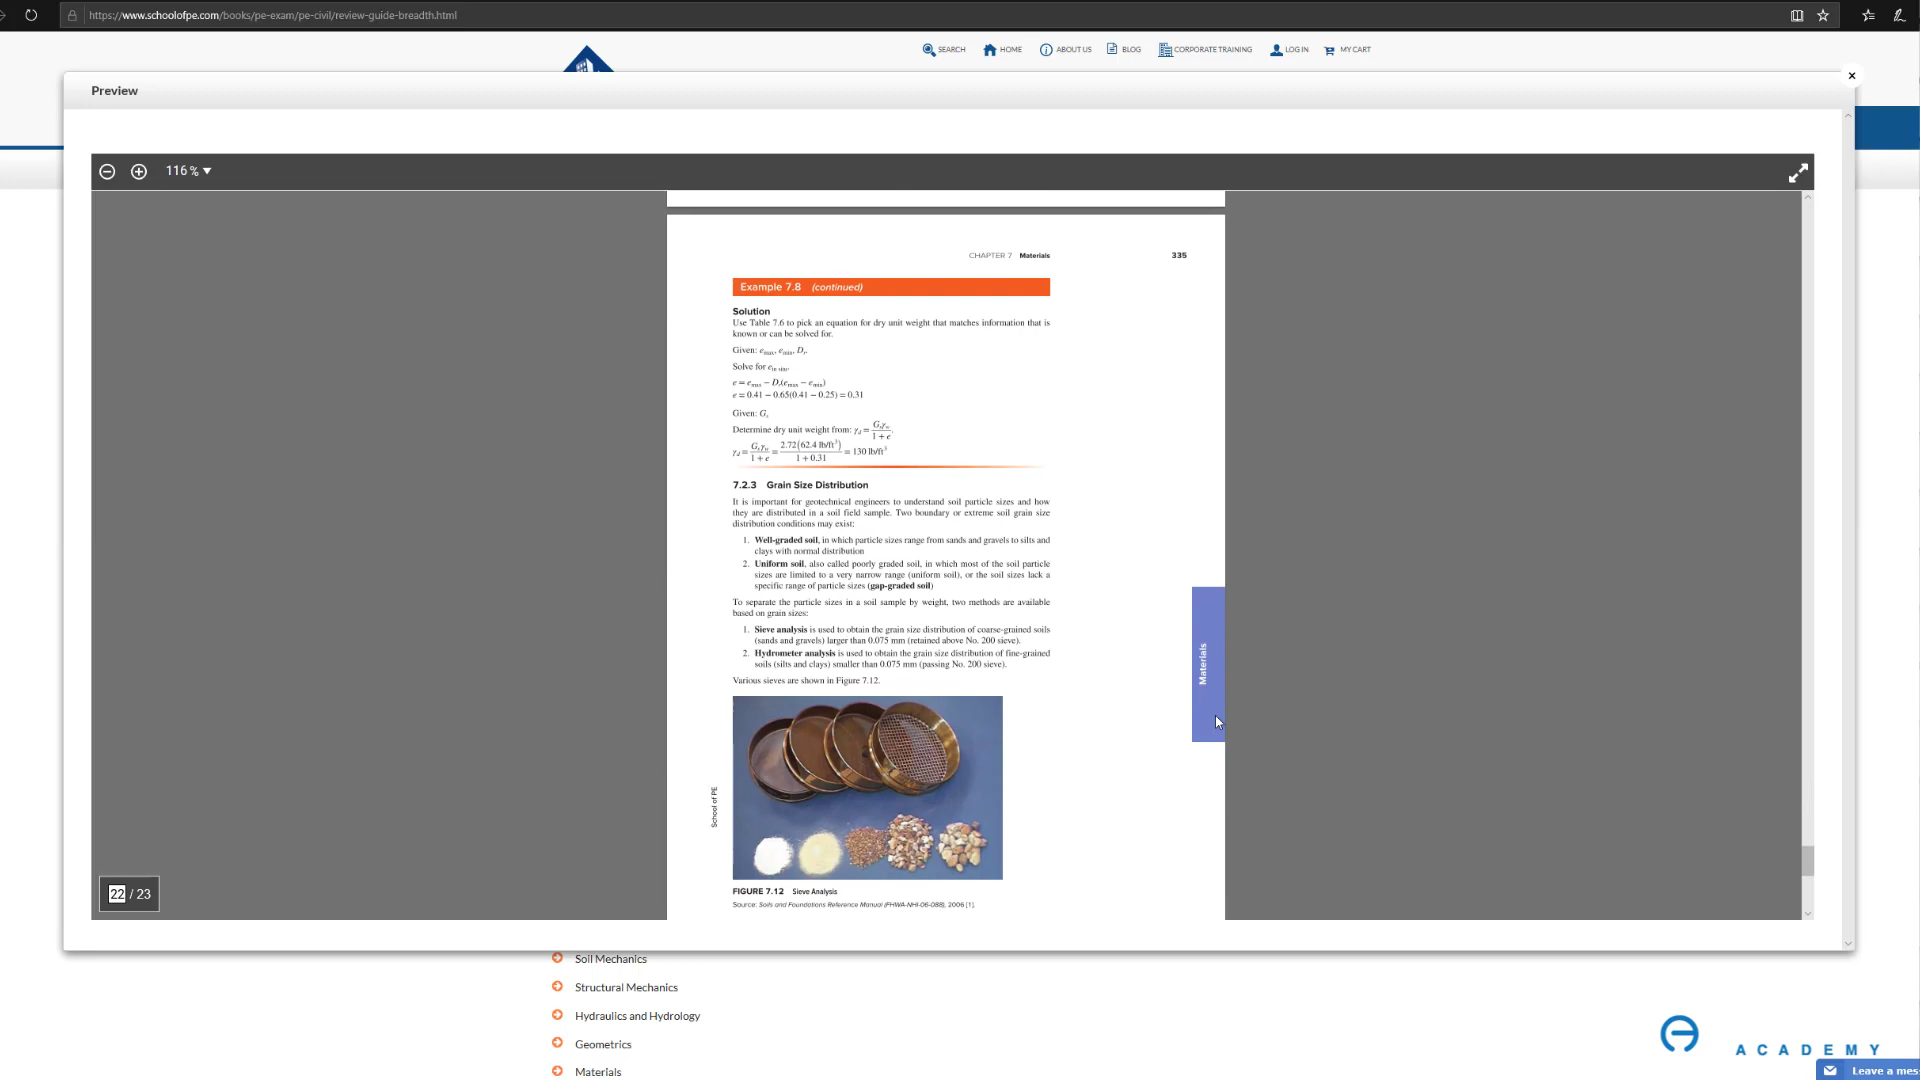 https://www.schoolofpe.com/books/pe-exam/pe-civil/review-guide-breadth.html
SEARCH HOME ABOUT US BLOG CORPORATE TRAINING LOG IN MY CART
Preview
116 %
CHAPTER 7 Materials 335
Example 7.8 (continued)
Solution
Use Table 7.6 to pick an equation for dry unit weight that matches information that is
known or can be solved for.
Given: e_max, e_min, D_r.
Solve for e_in situ.
e = e_max − D_r(e_max − e_min)
e = 0.41 − 0.65(0.41 − 0.25) = 0.31
Given: G_s
Determine dry unit weight from: γ_d = G_sγ_w / 1 + e.
γ_d = G_sγ_w / 1 + e = 2.72(62.4 lb/ft³) / 1 + 0.31 = 130 lb/ft³
7.2.3 Grain Size Distribution
It is important for geotechnical engineers to understand soil particle sizes and how
they are distributed in a soil field sample. Two boundary or extreme soil grain size
distribution conditions may exist:
1. Well-graded soil, in which particle sizes range from sands and gravels to silts and
clays with normal distribution
2. Uniform soil, also called poorly graded soil, in which most of the soil particle
sizes are limited to a very narrow range (uniform soil), or the soil sizes lack a
specific range of particle sizes (gap-graded soil)
To separate the particle sizes in a soil sample by weight, two methods are available
based on grain sizes:
1. Sieve analysis is used to obtain the grain size distribution of coarse-grained soils
(sands and gravels) larger than 0.075 mm (retained above No. 200 sieve).
2. Hydrometer analysis is used to obtain the grain size distribution of fine-grained
soils (silts and clays) smaller than 0.075 mm (passing No. 200 sieve).
Various sieves are shown in Figure 7.12.
Materials
School of PE
FIGURE 7.12 Sieve Analysis
Source: Soils and Foundations Reference Manual (FHWA-NHI-06-088), 2006 [1].
22 / 23
Soil Mechanics
Structural Mechanics
Hydraulics and Hydrology
Geometrics
Materials
ACADEMY
Leave a mes